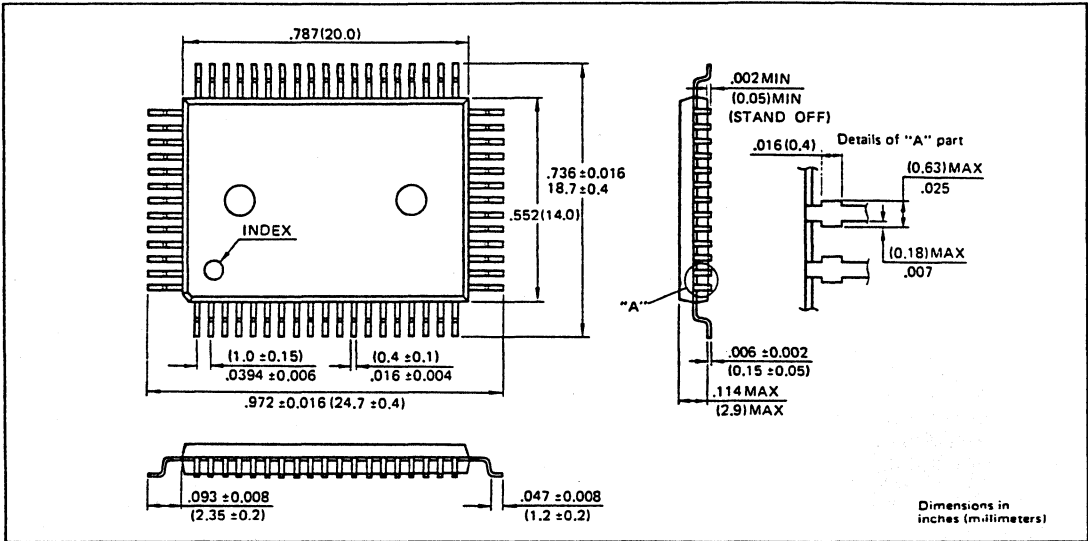 .787(20.0)
.002 MIN
(0.05)MIN
(STAND OFF)
Details of "A" part
.016(0.4)
(0.63)MAX
.025
.736 ±0.016
18.7 ±0.4
.552(14.0)
INDEX
(0.18)MAX
.007
"A"
(1.0 ±0.15)
.0394 ±0.006
(0.4 ±0.1)
.016 ±0.004
.006 ±0.002
(0.15 ±0.05)
.972 ±0.016 (24.7 ±0.4)
.114 MAX
(2.9)MAX
.093 ±0.008
(2.35 ±0.2)
.047 ±0.008
(1.2 ±0.2)
Dimensions in
inches (millimeters)